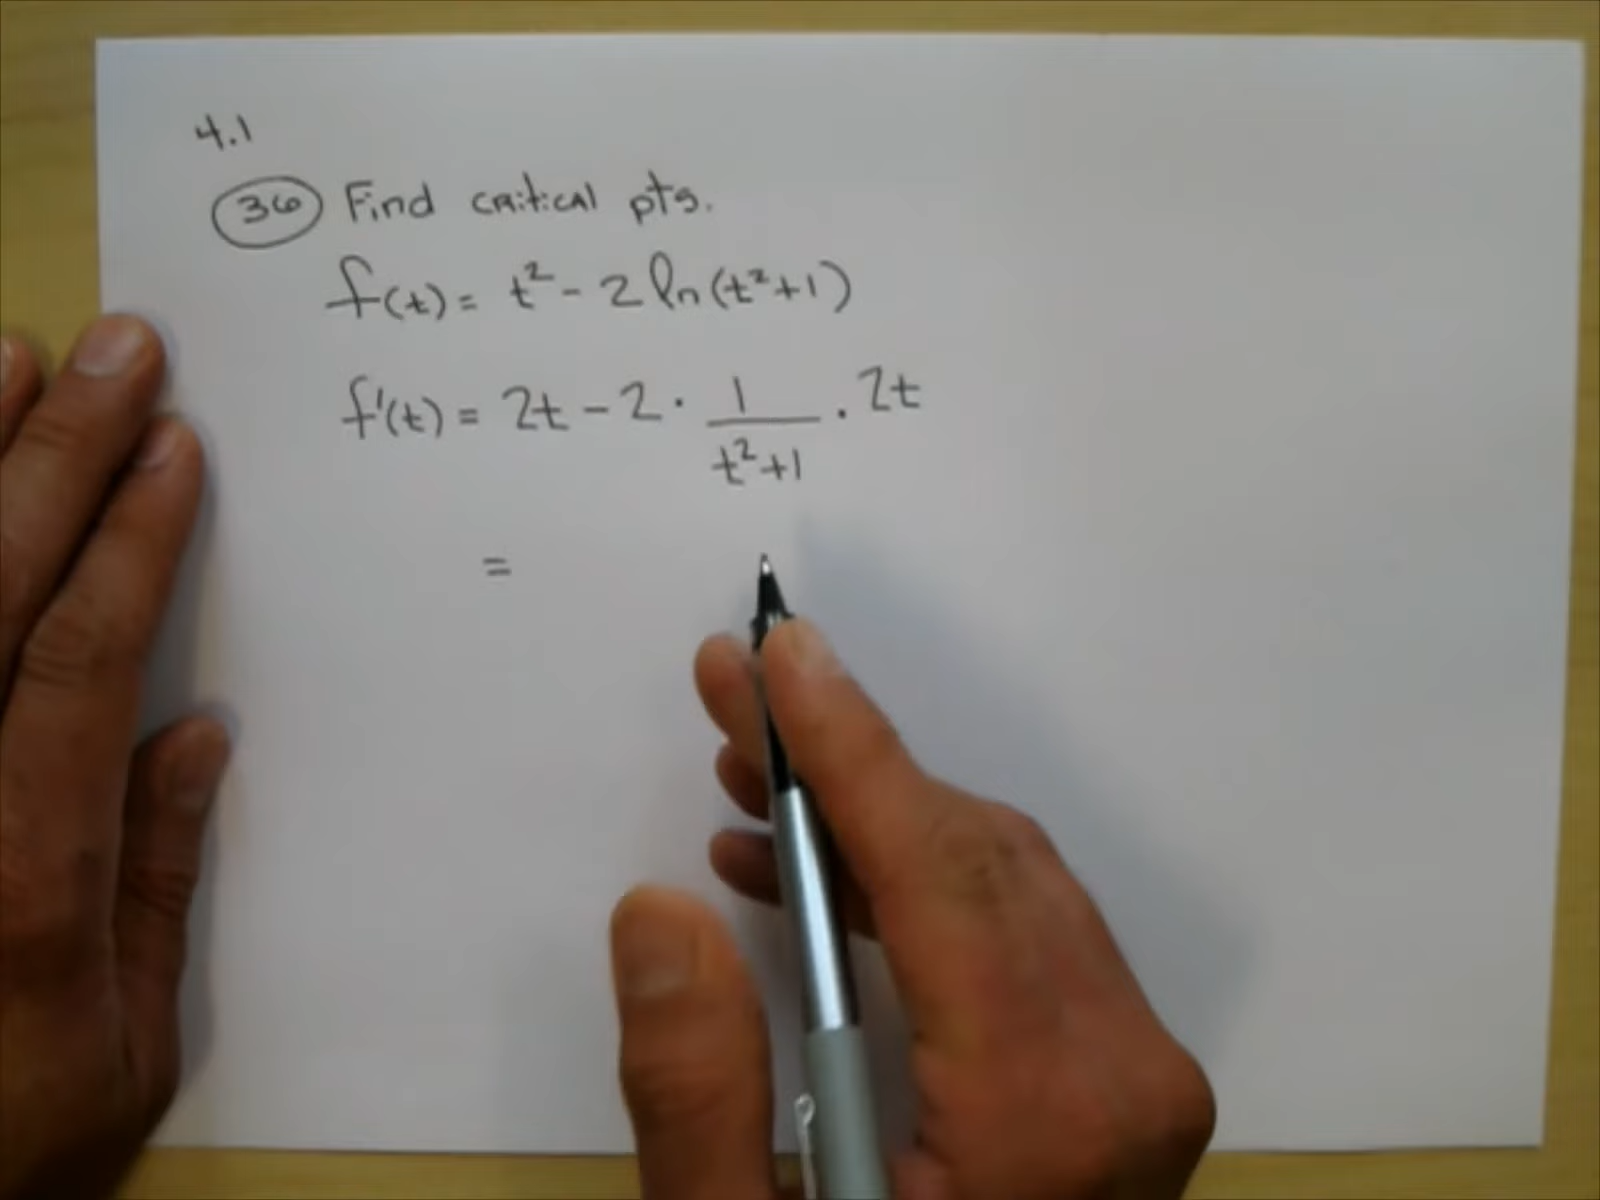 4.1
36 Find critical pts.
f(t) = t² - 2 ln(t²+1)
f'(t) = 2t - 2 · 1/(t²+1) · 2t
=